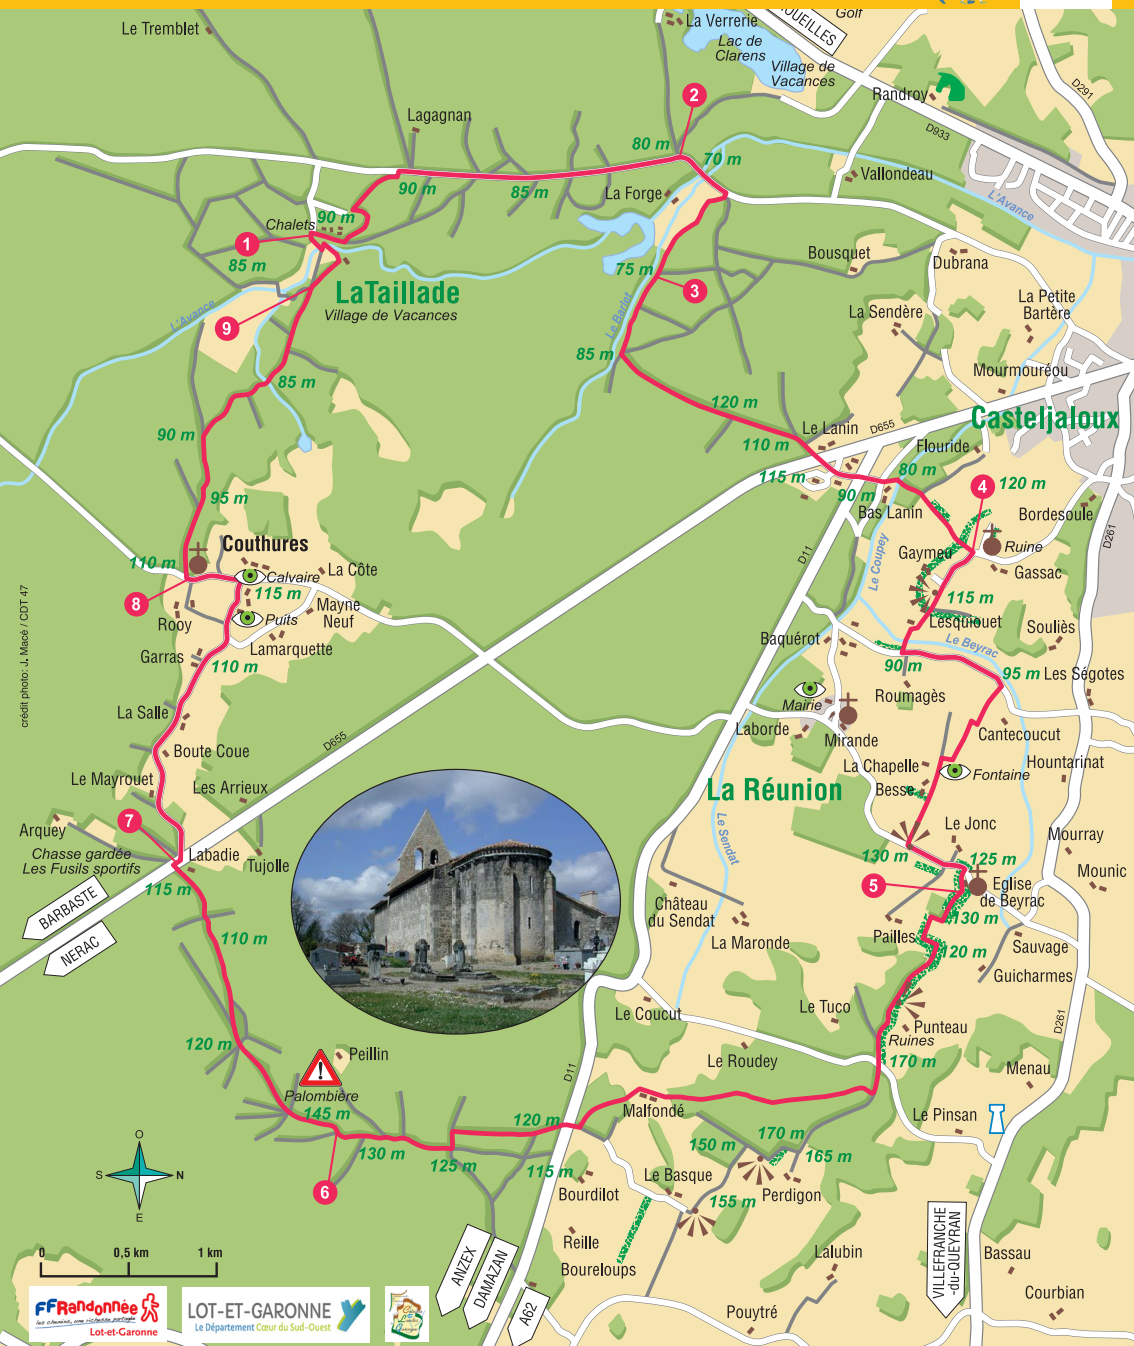 La Verrerie
OUEILLES
Golf
Le Tremblet
Lac de
Clarens
Village de
Vacances
Randroy
D291
D933
Lagagnan
2
80 m
70 m
Vallondeau
L'Avance
90 m
85 m
La Forge
Chalets
90 m
1
85 m
Bousquet
Dubrana
75 m
3
LaTaillade
Village de Vacances
L'Avance
9
Le Barlet
La Sendère
La Petite
Bartère
85 m
Mourmouréou
85 m
120 m
Casteljaloux
90 m
110 m
Le Lanin
D655
Flouride
115 m
80 m
4
120 m
95 m
90 m
Bas Lanin
Bordesoule
D261
Couthures
110 m
Calvaire
La Côte
D11
Le Coupey
Gaymeu
Ruine
Gassac
8
115 m
Mayne
Neuf
115 m
Rooy
Puits
Lamarquette
Lesquiouet
Souliès
Baquérot
Le Beyrac
Garras
110 m
90 m
95 m
Les Ségotes
crédit photo: J. Macé / CDT 47
Roumagès
La Salle
Mairie
Laborde
Mirande
Cantecoucut
D655
Boute Coue
La Chapelle
Fontaine
Hountarinat
Le Mayrouet
Les Arrieux
La Réunion
Besse
7
Arquey
Le Sendat
Le Jonc
Mourray
Chasse gardée
Les Fusils sportifs
Labadie
Tujolle
130 m
125 m
Mounic
115 m
5
Eglise
de Beyrac
BARBASTE
Château
du Sendat
130 m
NERAC
110 m
La Maronde
Pailles
Sauvage
120 m
Guicharmes
Le Coucut
Le Tuco
Punteau
Ruines
D261
120 m
Peillin
Le Roudey
170 m
D11
Menau
Palombière
145 m
Malfondé
120 m
Le Pinsan
O
S
N
E
130 m
125 m
115 m
150 m
170 m
165 m
6
Bourdilot
Le Basque
155 m
Perdigon
VILLEFRANCHE
-du-QUEYRAN
0
0,5 km
1 km
Reille
Boureloups
ANZEX
DAMAZAN
A62
Lalubin
Bassau
Courbian
Pouytré
FFRandonnée
les chemins, une richesse partagée
Lot-et-Garonne
LOT-ET-GARONNE
Le Département Cœur du Sud-Ouest